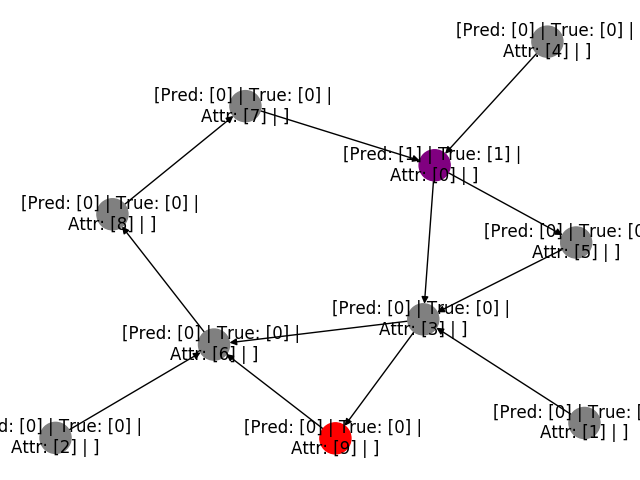 [Pred: [0] | True: [0] |
Attr: [4] | ]
[Pred: [0] | True: [0] |
Attr: [7] | ]
[Pred: [1] | True: [1] |
Attr: [0] | ]
[Pred: [0] | True: [0] |
Attr: [8] | ]
[Pred: [0] | True: [0
Attr: [5] | ]
[Pred: [0] | True: [0] |
Attr: [3] | ]
[Pred: [0] | True: [0] |
Attr: [6] | ]
[Pred: [0] | True: [
Attr: [1] | ]
d: [0] | True: [0] |
Attr: [2] | ]
[Pred: [0] | True: [0] |
Attr: [9] | ]